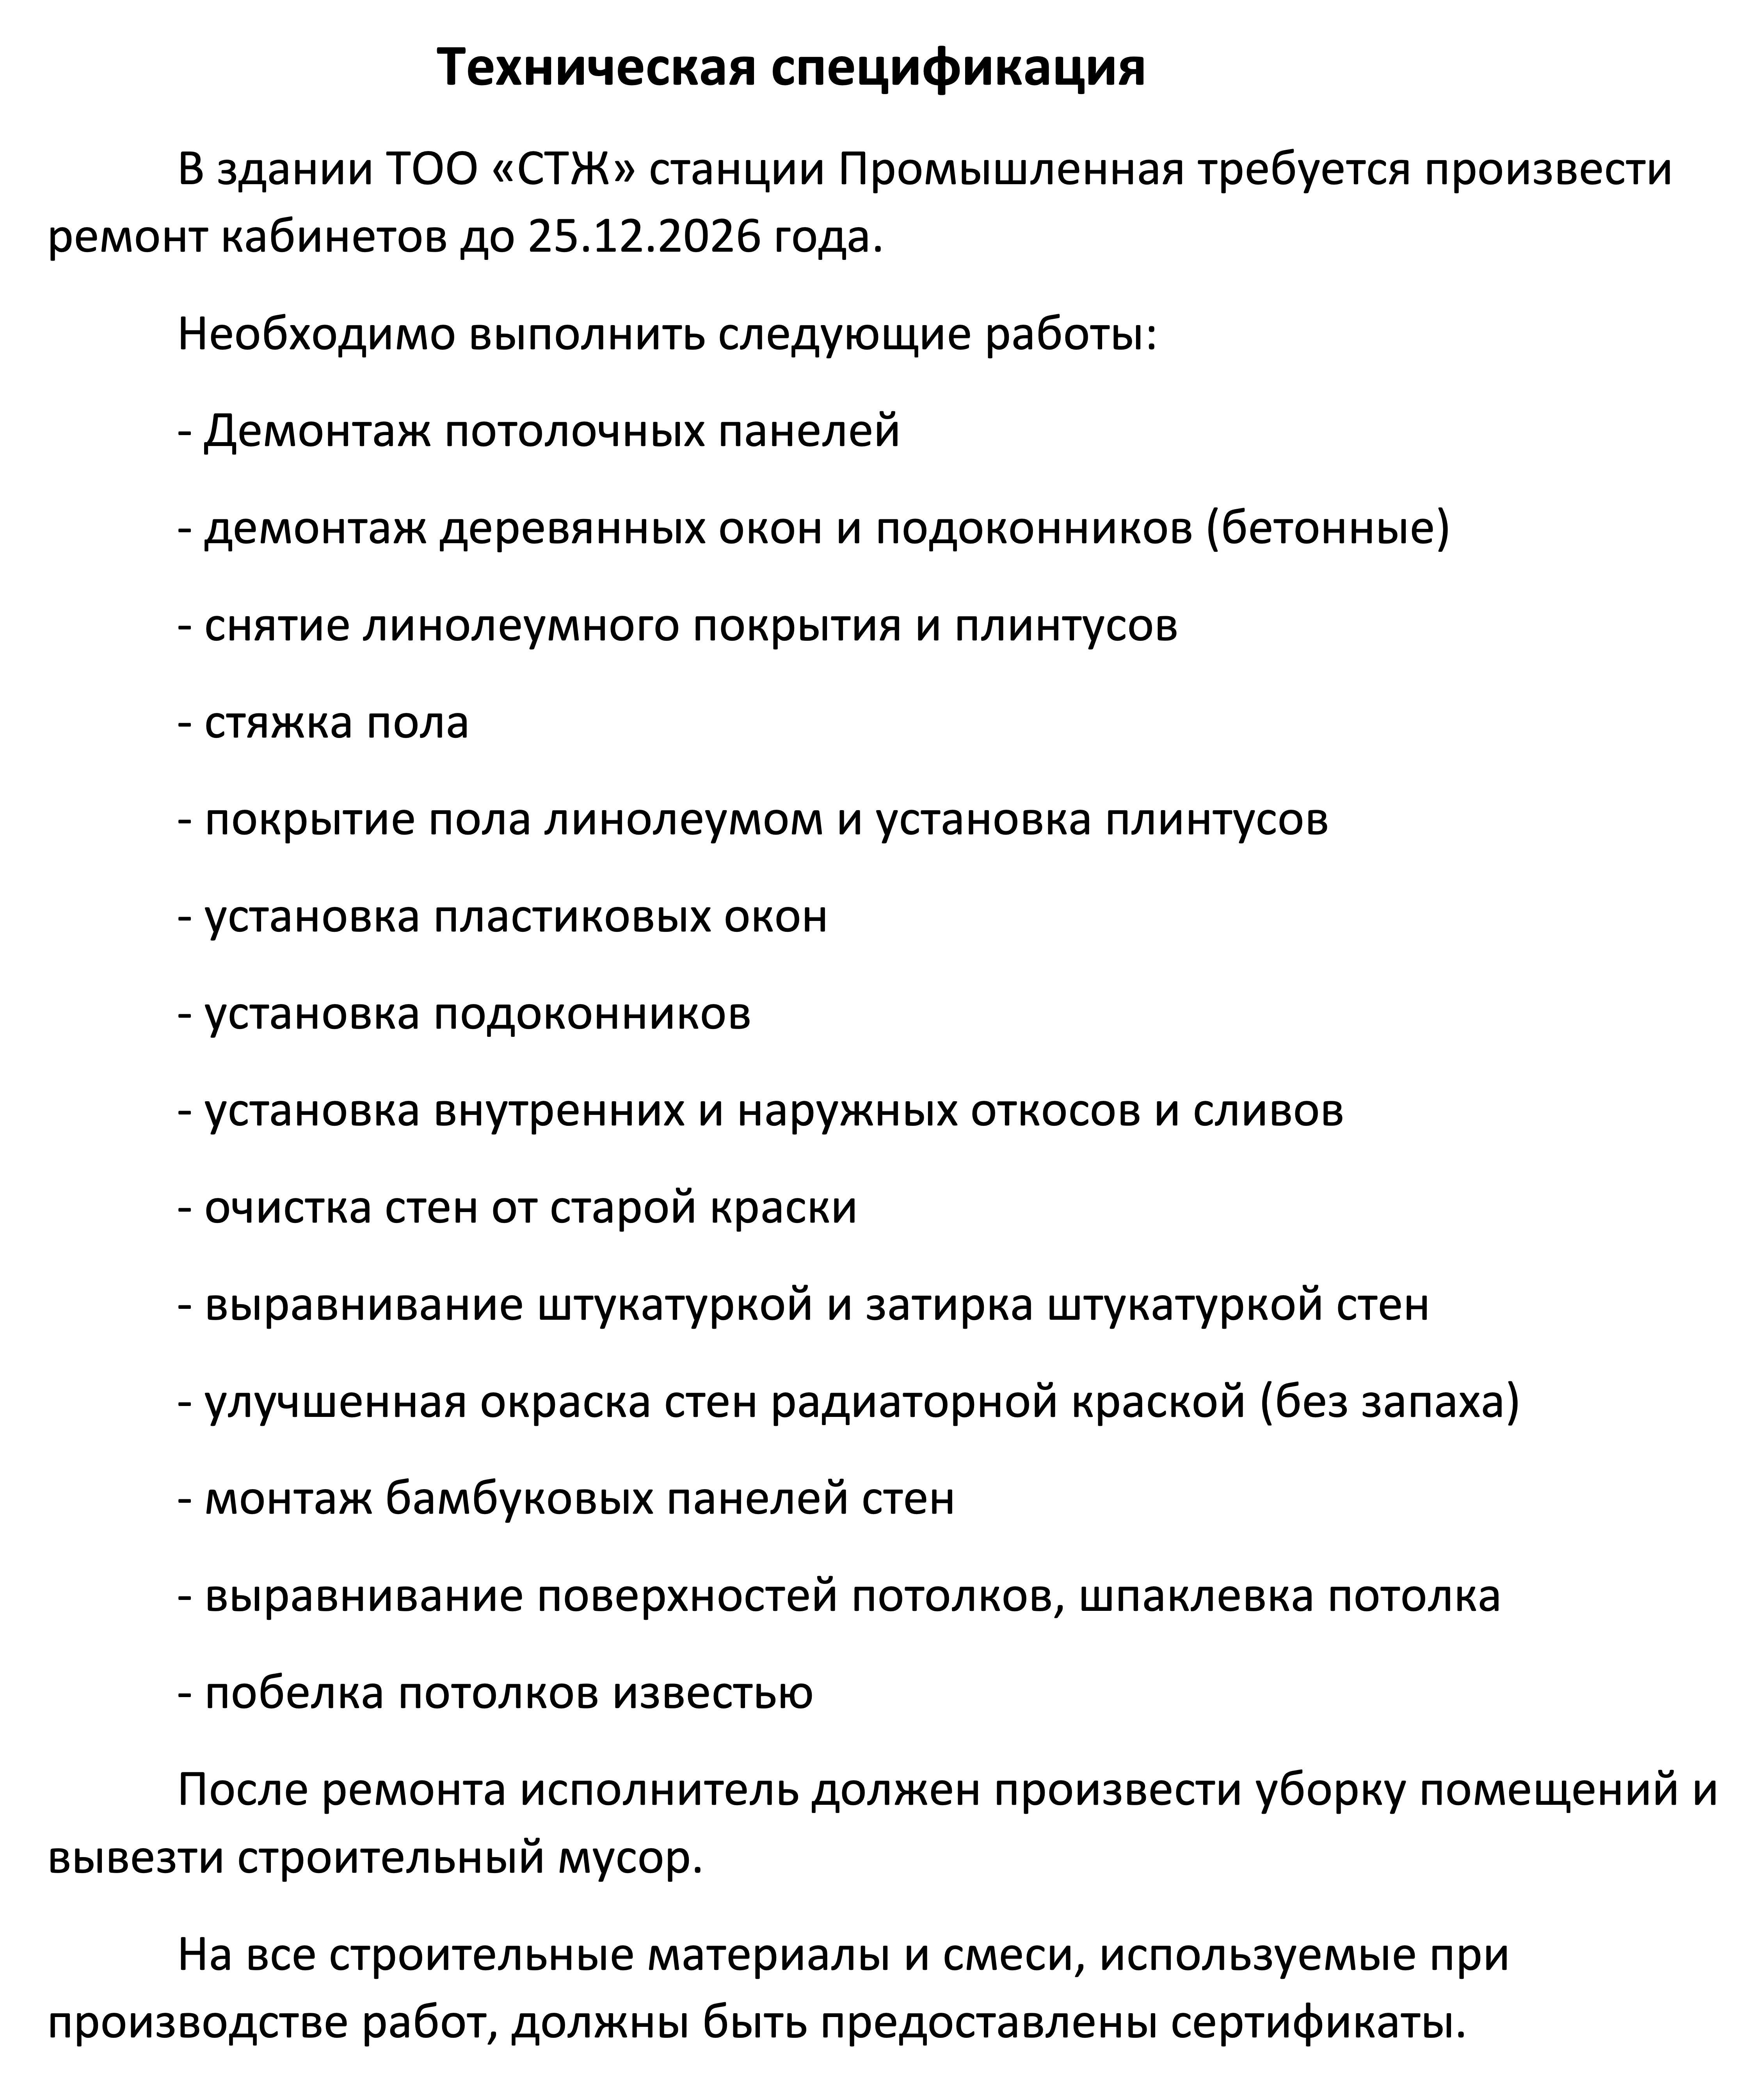 Техническая спецификация
В здании ТОО «СТЖ» станции Промышленная требуется произвести
ремонт кабинетов до 25.12.2026 года.
Необходимо выполнить следующие работы:
- Демонтаж потолочных панелей
- демонтаж деревянных окон и подоконников (бетонные)
- снятие линолеумного покрытия и плинтусов
- стяжка пола
- покрытие пола линолеумом и установка плинтусов
- установка пластиковых окон
- установка подоконников
- установка внутренних и наружных откосов и сливов
- очистка стен от старой краски
- выравнивание штукатуркой и затирка штукатуркой стен
- улучшенная окраска стен радиаторной краской (без запаха)
- монтаж бамбуковых панелей стен
- выравнивание поверхностей потолков, шпаклевка потолка
- побелка потолков известью
После ремонта исполнитель должен произвести уборку помещений и
вывезти строительный мусор.
На все строительные материалы и смеси, используемые при
производстве работ, должны быть предоставлены сертификаты.